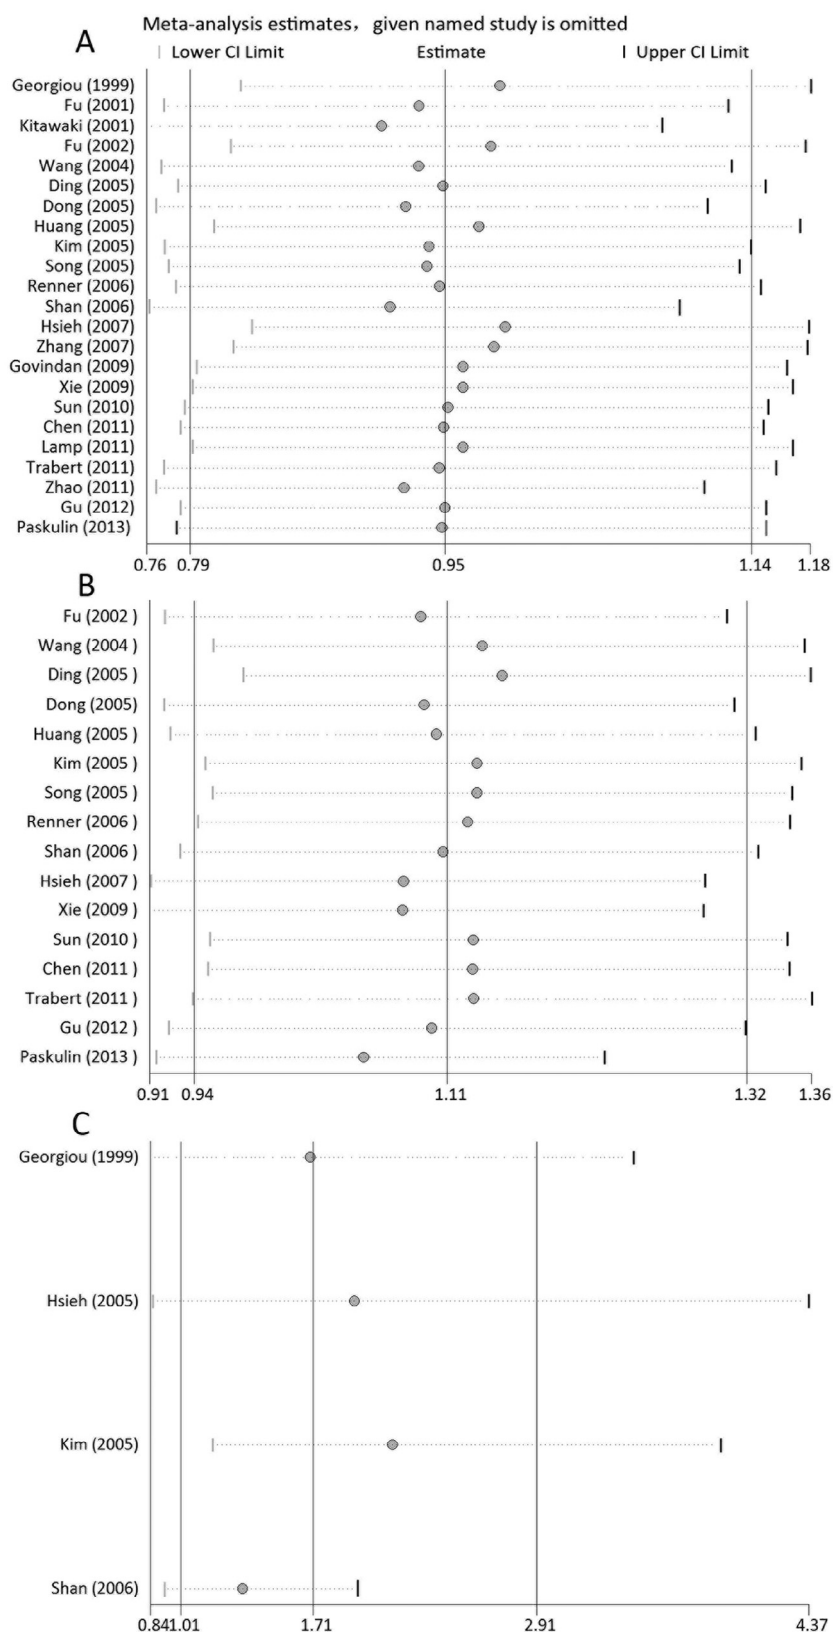 Meta-analysis estimates, given named study is omitted
A
Lower CI Limit Estimate Upper CI Limit
Georgiou (1999)
Fu (2001)
Kitawaki (2001)
Fu (2002)
Wang (2004)
Ding (2005)
Dong (2005)
Huang (2005)
Kim (2005)
Song (2005)
Renner (2006)
Shan (2006)
Hsieh (2007)
Zhang (2007)
Govindan (2009)
Xie (2009)
Sun (2010)
Chen (2011)
Lamp (2011)
Trabert (2011)
Zhao (2011)
Gu (2012)
Paskulin (2013)
0.76 0.79 0.95 1.14 1.18
B
Fu (2002 )
Wang (2004 )
Ding (2005 )
Dong (2005)
Huang (2005 )
Kim (2005 )
Song (2005 )
Renner (2006 )
Shan (2006 )
Hsieh (2007 )
Xie (2009 )
Sun (2010 )
Chen (2011 )
Trabert (2011 )
Gu (2012 )
Paskulin (2013 )
0.91 0.94 1.11 1.32 1.36
C
Georgiou (1999)
Hsieh (2005)
Kim (2005)
Shan (2006)
0.841.01 1.71 2.91 4.37